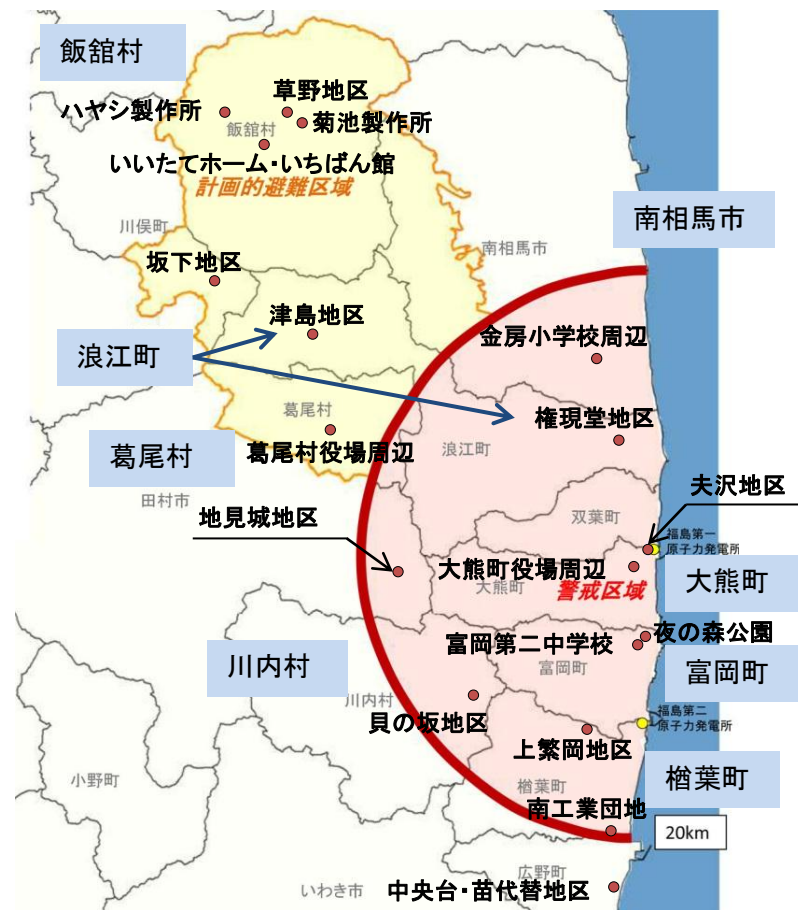 飯舘村
草野地区
ハヤシ製作所
菊池製作所
飯舘村
いいたてホーム・いちばん館
計画的避難区域
南相馬市
川俣町
南相馬市
坂下地区
津島地区
金房小学校周辺
浪江町
葛尾村
権現堂地区
葛尾村
葛尾村役場周辺
浪江町
夫沢地区
田村市
地見城地区
双葉町
福島第一
原子力発電所
大熊町役場周辺
大熊町
大熊町
警戒区域
夜の森公園
富岡第二中学校
川内村
富岡町
富岡町
川内村
貝の坂地区
福島第二
原子力発電所
上繁岡地区
楢葉町
小野町
楢葉町
南工業団地
20km
広野町
いわき市
中央台・苗代替地区